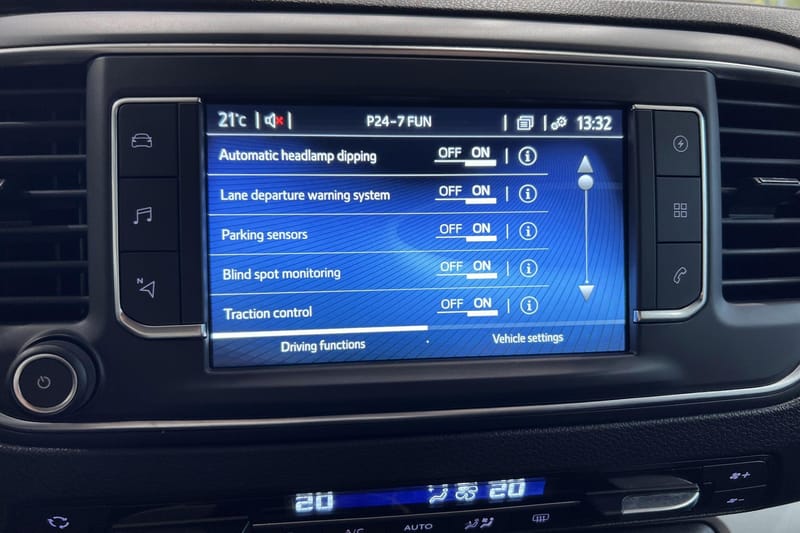 21°C P24-7 FUN 13:32
Automatic headlamp dipping OFF ON
Lane departure warning system OFF ON
Parking sensors OFF ON
Blind spot monitoring OFF ON
Traction control OFF ON
Driving functions Vehicle settings
N
20 20
A/C AUTO